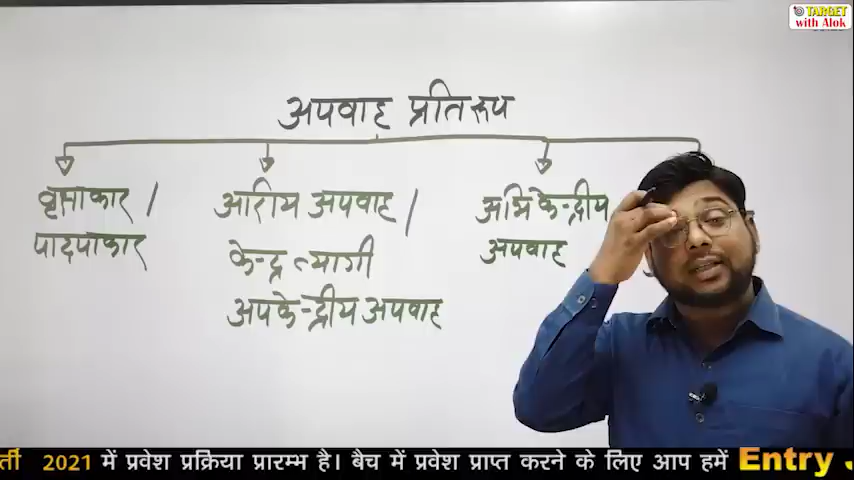 TARGET
with Alok
अपवाह प्रतिरूप
वृक्षाकार /
पादपाकार
अरीय अपवाह /
केन्द्र त्यागी
अपकेन्द्रीय अपवाह
अभिकेन्द्रीय
अपवाह
र्ती 2021 में प्रवेश प्रक्रिया प्रारम्भ है। बैच में प्रवेश प्राप्त करने के लिए आप हमें Entry